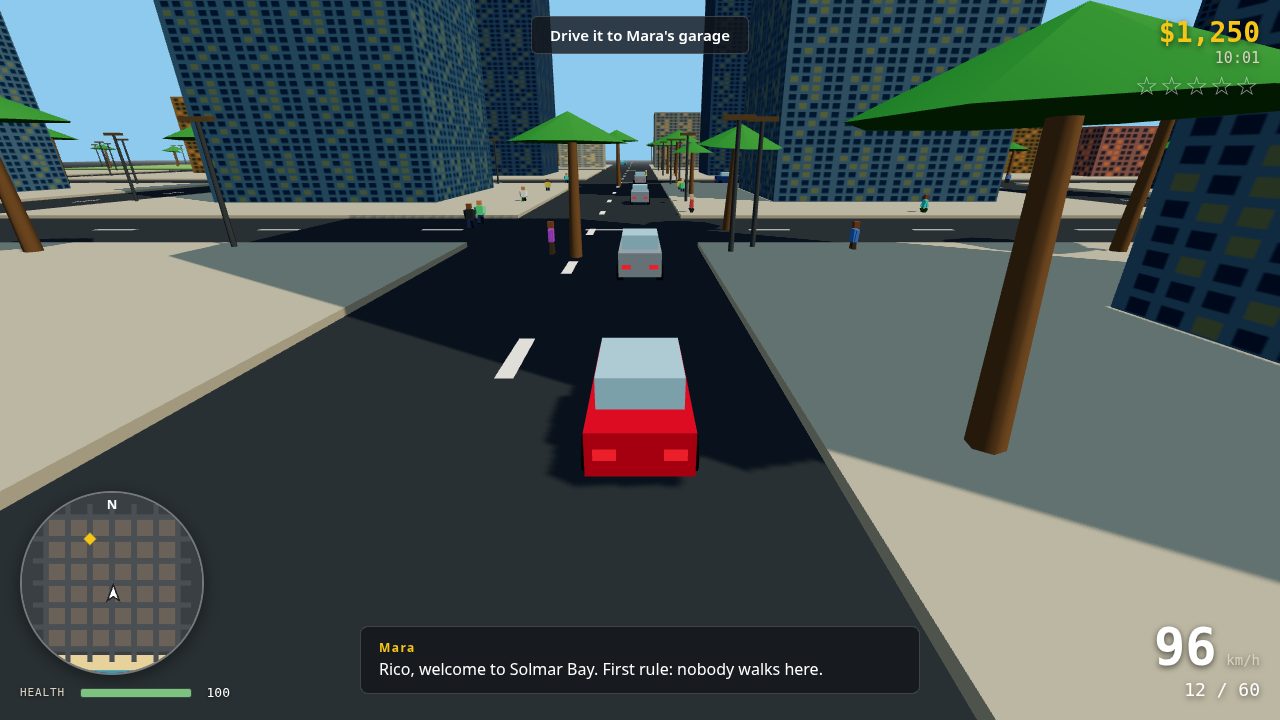 Drive it to Mara's garage
$1,250
10:01
N
Mara
Rico, welcome to Solmar Bay. First rule: nobody walks here.
HEALTH 100
96 km/h
12 / 60